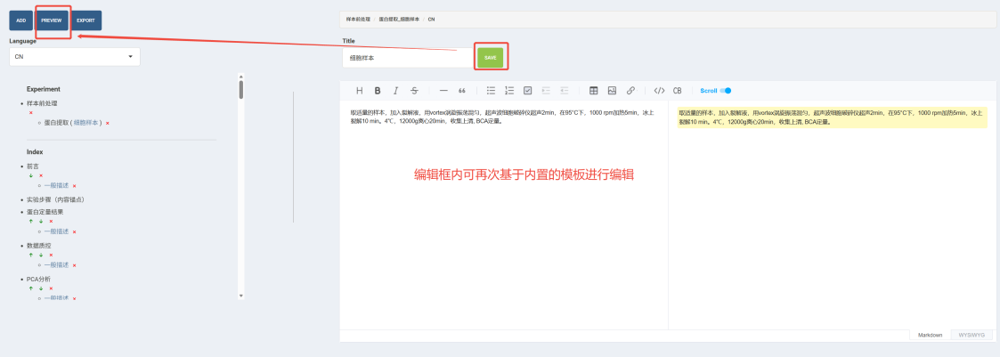 ADD PREVIEW EXPORT
Language
CN
Experiment
样本前处理
×
蛋白提取 ( 细胞样本 ) ×
Index
前言
↓ ×
一般描述 ×
实验步骤（内容锚点）
蛋白定量结果
↑ ↓ ×
一般描述 ×
数据质控
↑ ↓ ×
一般描述 ×
PCA分析
↑ ↓ ×
一般描述 ×
样本前处理 / 蛋白提取_细胞样本 / CN
Title
细胞样本 SAVE
H B I S — 66 </> CB Scroll
取适量的样本，加入裂解液，用vortex涡旋振荡混匀，超声波细胞破碎仪超声2min，在95°C下，1000 rpm加热5min，冰上
裂解10 min。4℃，12000g离心20min，收集上清, BCA定量。
取适量的样本，加入裂解液，用vortex涡旋振荡混匀，超声波细胞破碎仪超声2min，在95°C下，1000 rpm加热5min，冰上
裂解10 min。4℃，12000g离心20min，收集上清, BCA定量。
编辑框内可再次基于内置的模板进行编辑
Markdown WYSIWYG